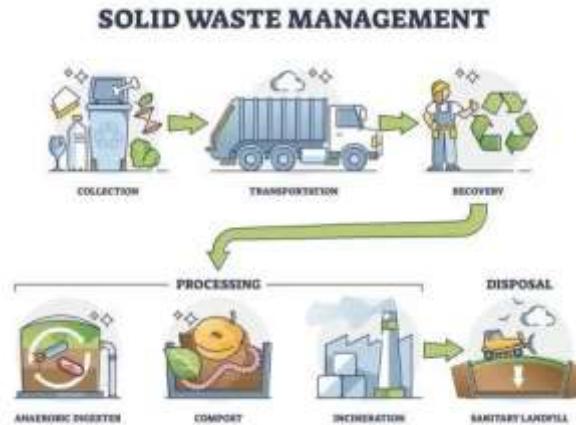 SOLID WASTE MANAGEMENT
COLLECTION
TRANSPORTATION
RECOVERY
PROCESSING
DISPOSAL
ANAEROBIC DIGESTER
COMPOST
INCINERATION
SANITARY LANDFILL